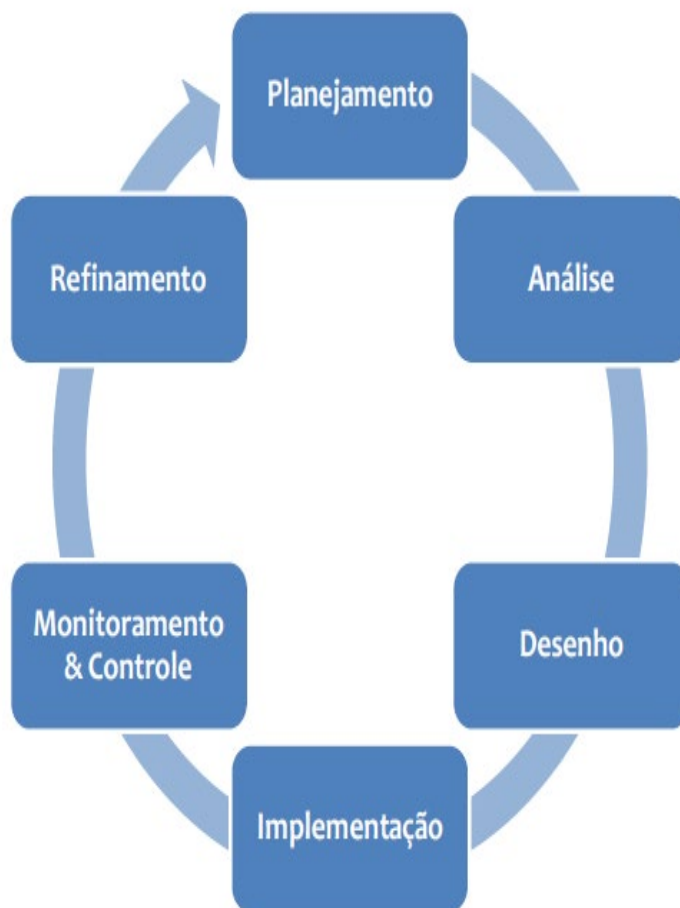 Planejamento
Análise
Desenho
Implementação
Monitoramento
& Controle
Refinamento